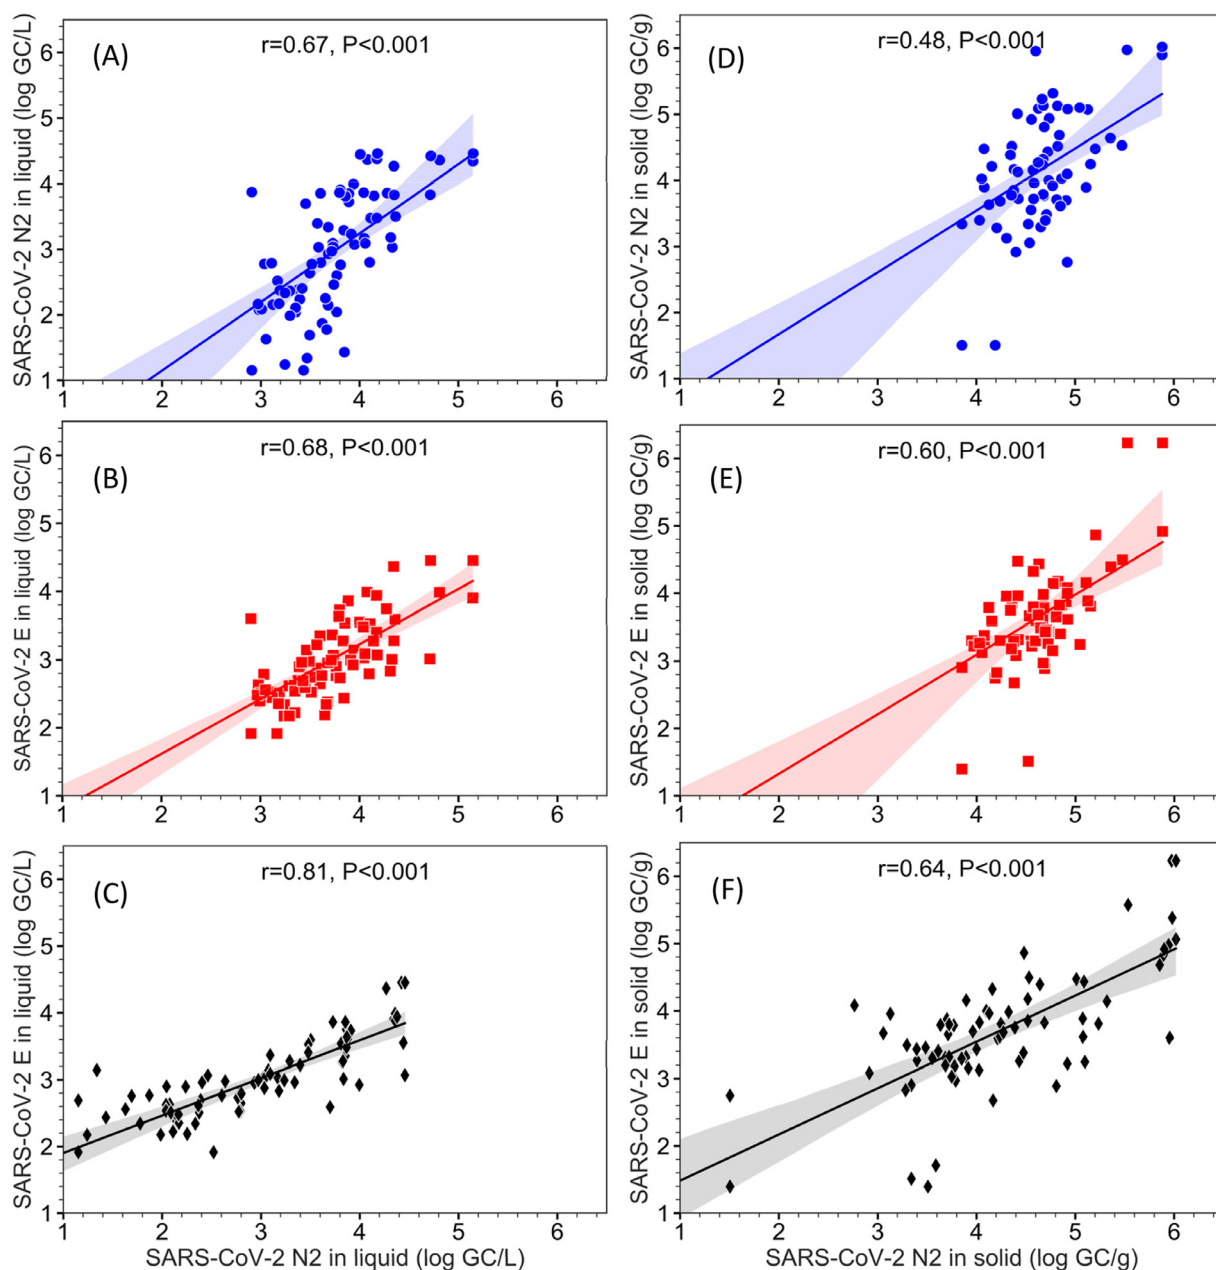 (A)
r=0.67, P<0.001
SARS-CoV-2 N2 in liquid (log GC/L)
6
5
4
3
2
1
1 2 3 4 5 6
(D)
r=0.48, P<0.001
SARS-CoV-2 N2 in solid (log GC/g)
6
5
4
3
2
1
1 2 3 4 5 6
(B)
r=0.68, P<0.001
SARS-CoV-2 E in liquid (log GC/L)
6
5
4
3
2
1
1 2 3 4 5 6
(E)
r=0.60, P<0.001
SARS-CoV-2 E in solid (log GC/g)
6
5
4
3
2
1
1 2 3 4 5 6
(C)
r=0.81, P<0.001
SARS-CoV-2 E in liquid (log GC/L)
6
5
4
3
2
1
1 2 3 4 5 6
SARS-CoV-2 N2 in liquid (log GC/L)
(F)
r=0.64, P<0.001
SARS-CoV-2 E in solid (log GC/g)
6
5
4
3
2
1
1 2 3 4 5 6
SARS-CoV-2 N2 in solid (log GC/g)